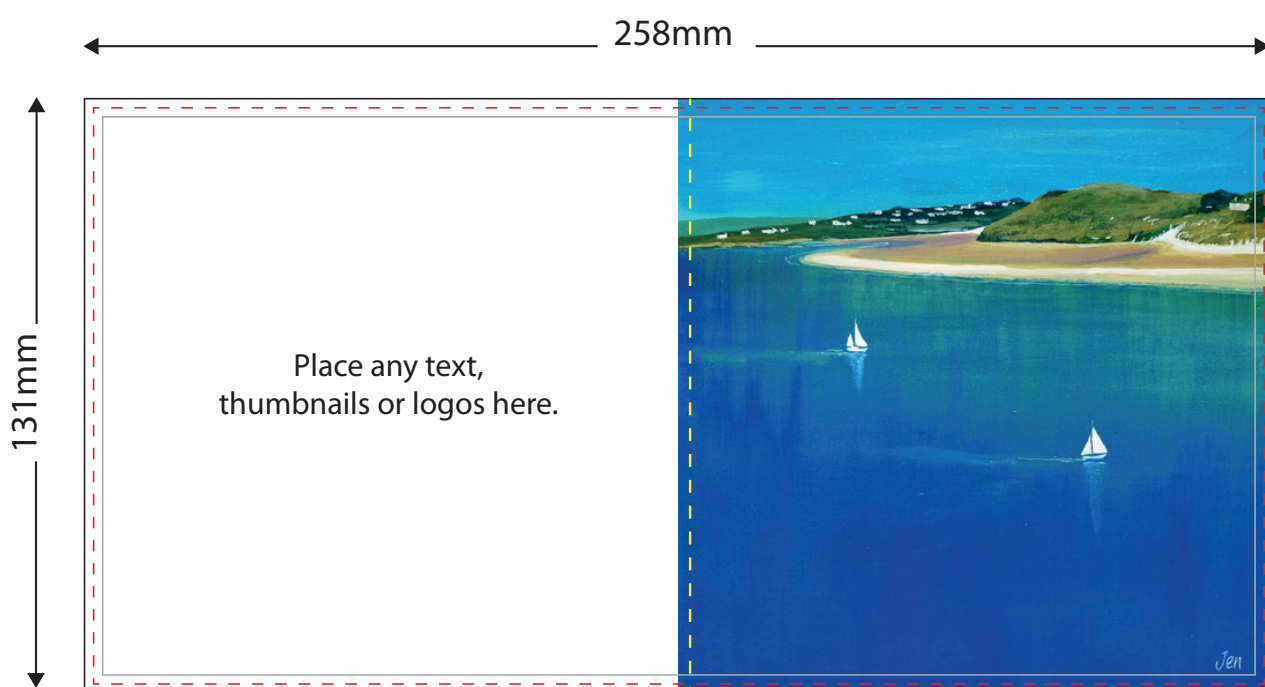 258mm
131mm
Place any text,
thumbnails or logos here.
Jen